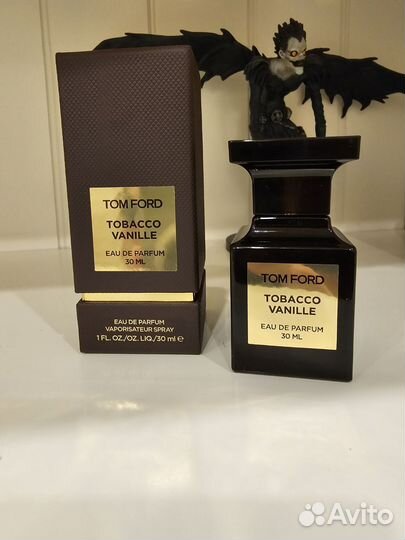 TOM FORD
TOBACCO
VANILLE
EAU DE PARFUM
30 ML
EAU DE PARFUM
VAPORISATEUR SPRAY
1 FL. OZ./OZ. LIQ./30 ml e
TOM FORD
TOBACCO
VANILLE
EAU DE PARFUM
30 ML
Avito